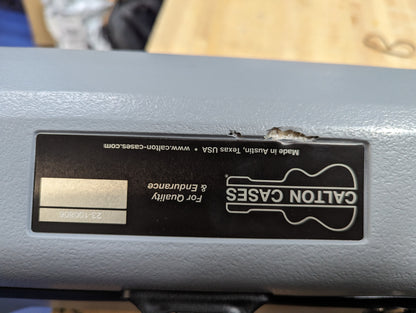 CALTON CASES
For Quality
& Endurance
Made in Austin, Texas USA • www.calton-cases.com